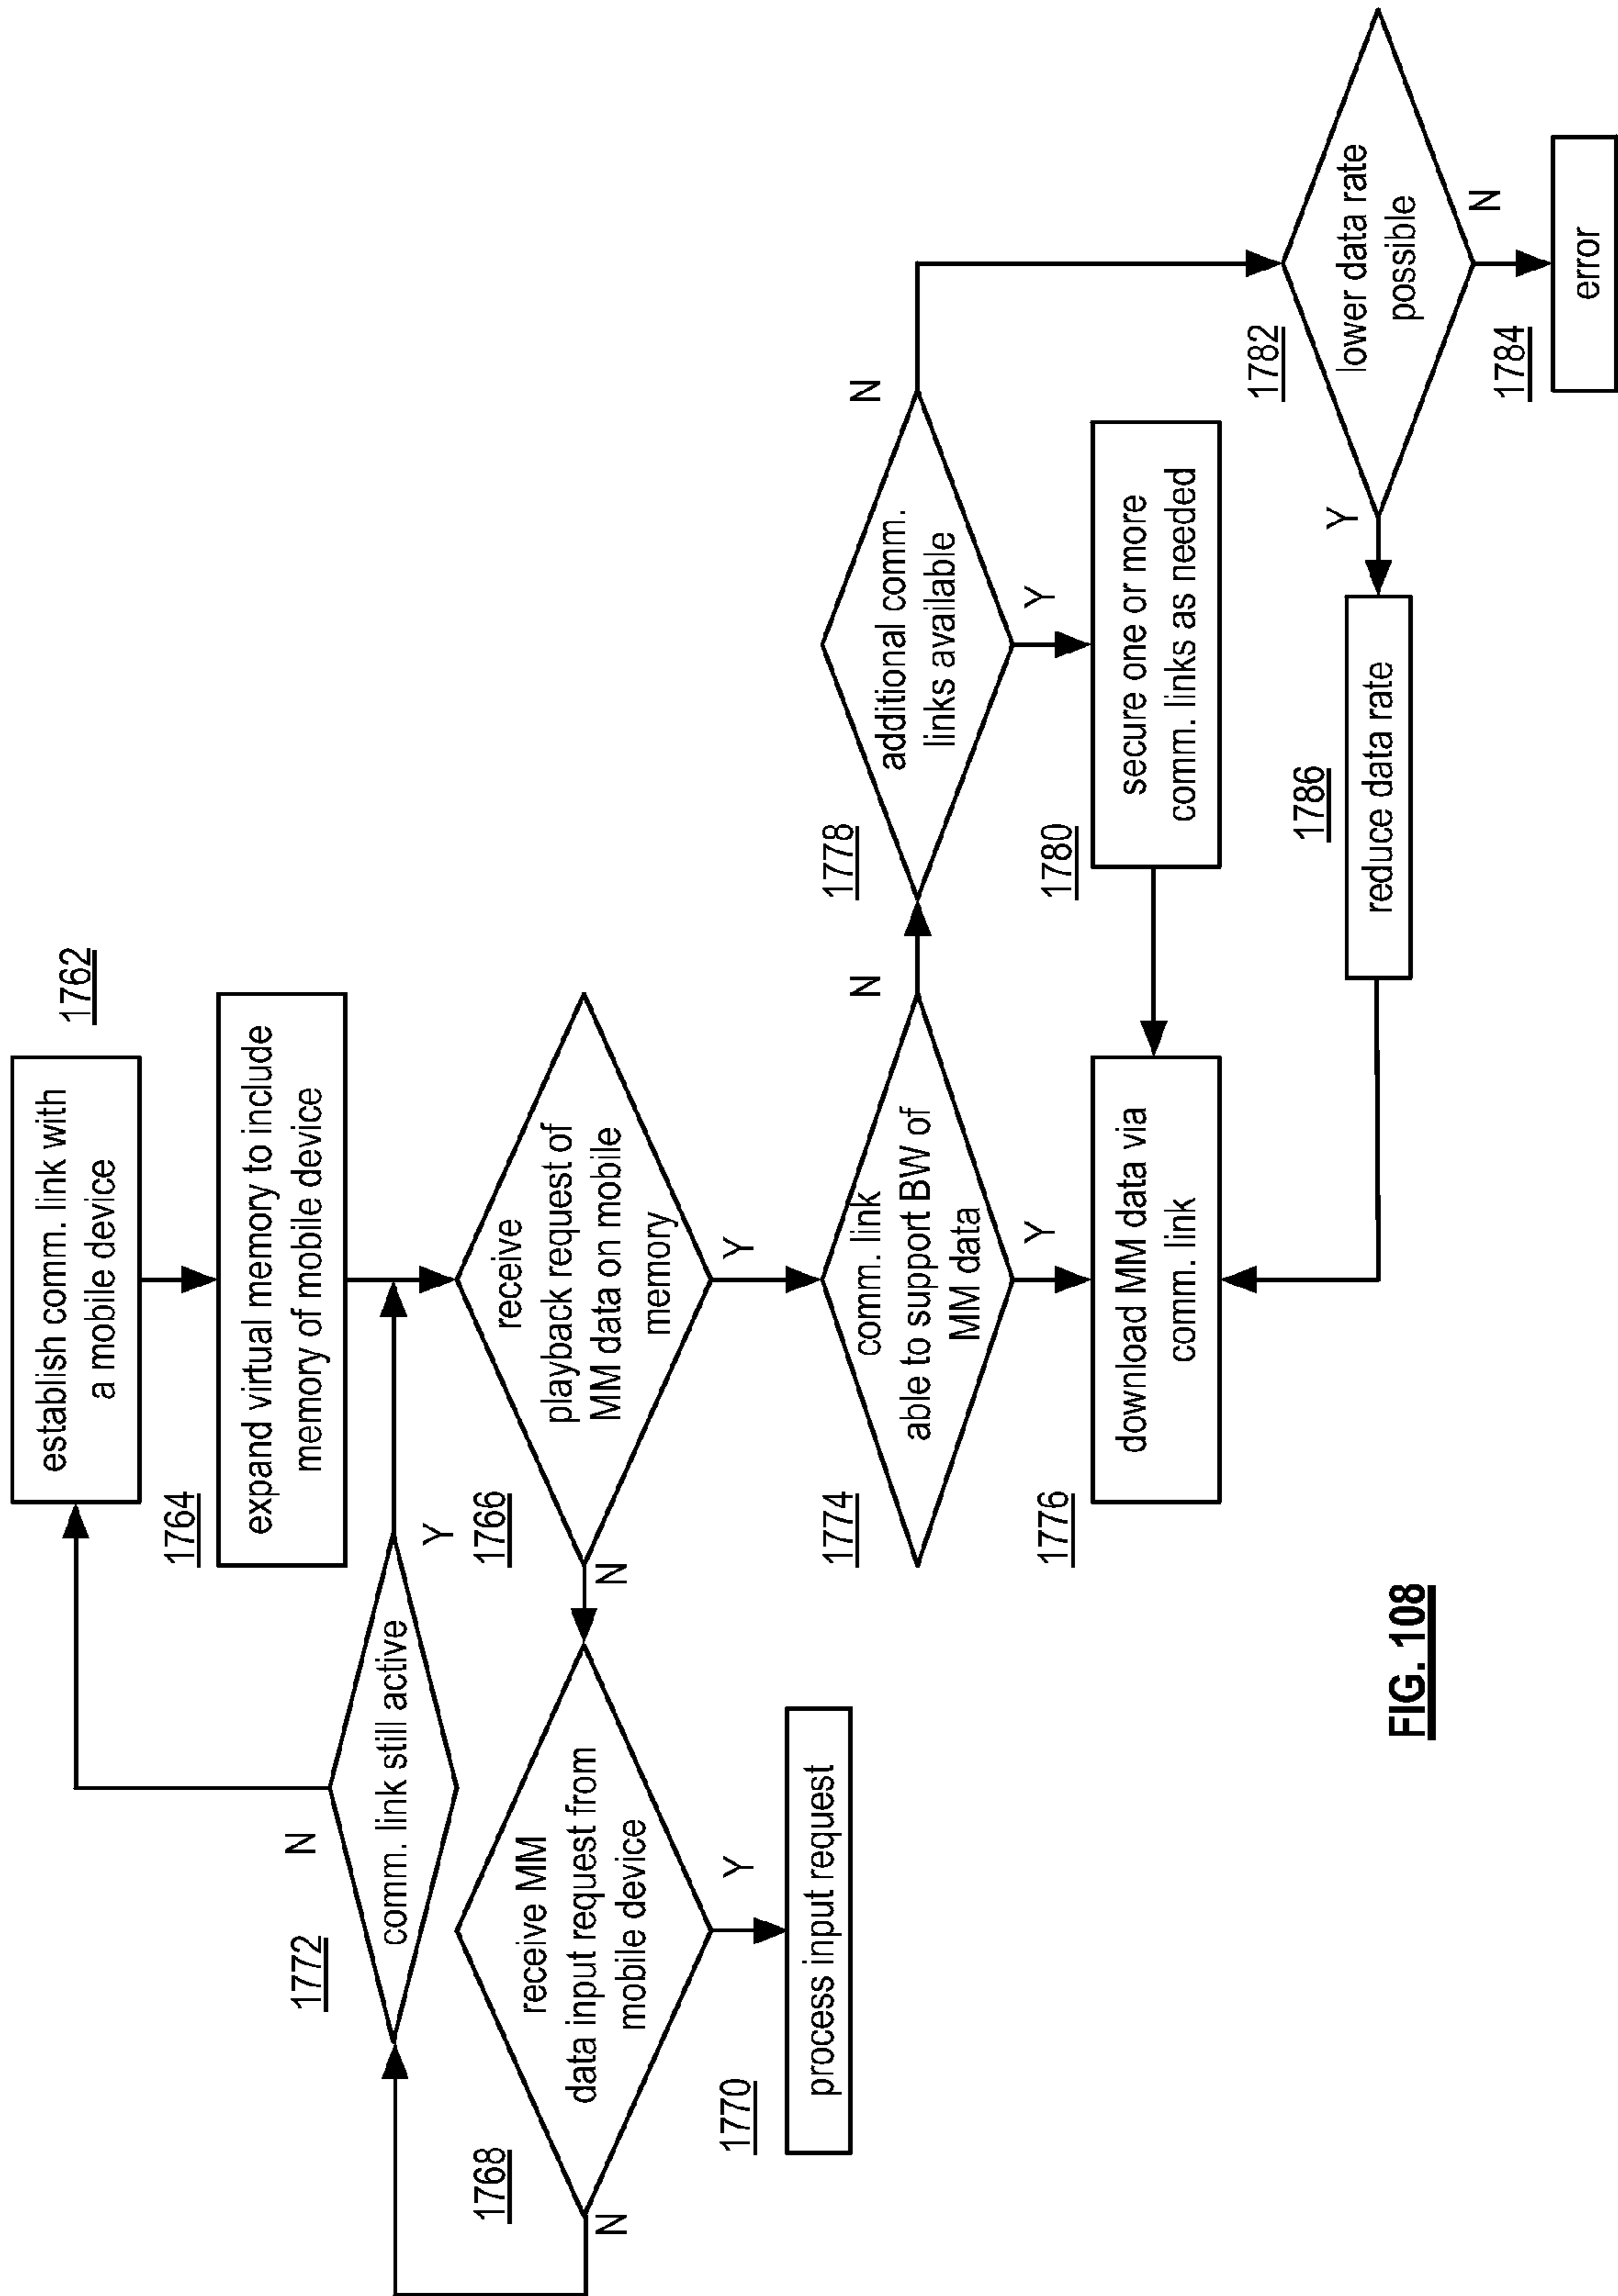 establish comm. link with
a mobile device
1762
1764
expand virtual memory to include
memory of mobile device
1772
N
comm. link still active
Y
1766
receive
playback request of
MM data on mobile
memory
N
Y
1768
receive MM
data input request from
mobile device
N
Y
1770
process input request
1774
comm. link
able to support BW of
MM data
N
Y
1776
download MM data via
comm. link
1778
additional comm.
links available
N
Y
1780
secure one or more
comm. links as needed
1782
lower data rate
possible
Y
N
1786
reduce data rate
1784
error
FIG. 108